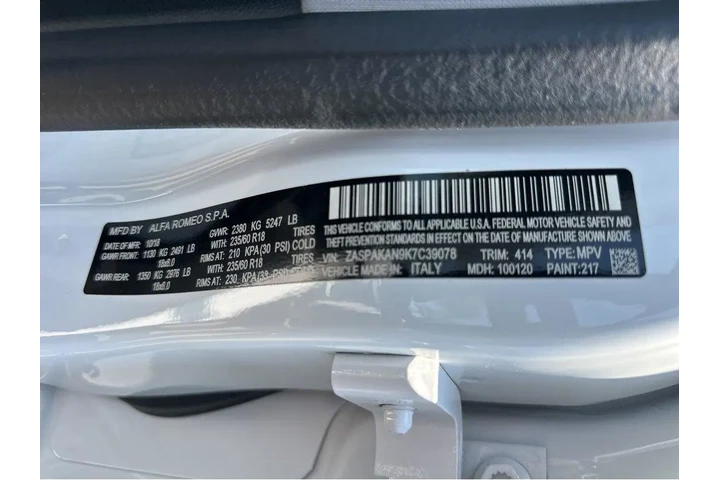 MFD BY ALFA ROMEO S.P.A.
DATE OF MFD: 10/18 GVWR: 2380 KG 5247 LB
GAWR FRONT: 1130 KG 2491 LB WITH: 235/60 R18 TIRES
18x8.0 RIMS AT: 210 KPA(30 PSI) COLD
GAWR REAR: 1350 KG 2976 LB WITH: 235/60 R18 TIRES
18x8.0 RIMS AT: 230 KPA(33 PSI)
THIS VEHICLE CONFORMS TO ALL APPLICABLE U.S.A. FEDERAL MOTOR VEHICLE SAFETY AND
THEFT PREVENTION STANDARDS IN EFFECT ON THE DATE OF MANUFACTURE SHOWN ABOVE.
VIN: ZASPAKAN9K7C39078 TRIM: 414 TYPE: MPV
MADE IN: ITALY MDH: 100120 PAINT: 217